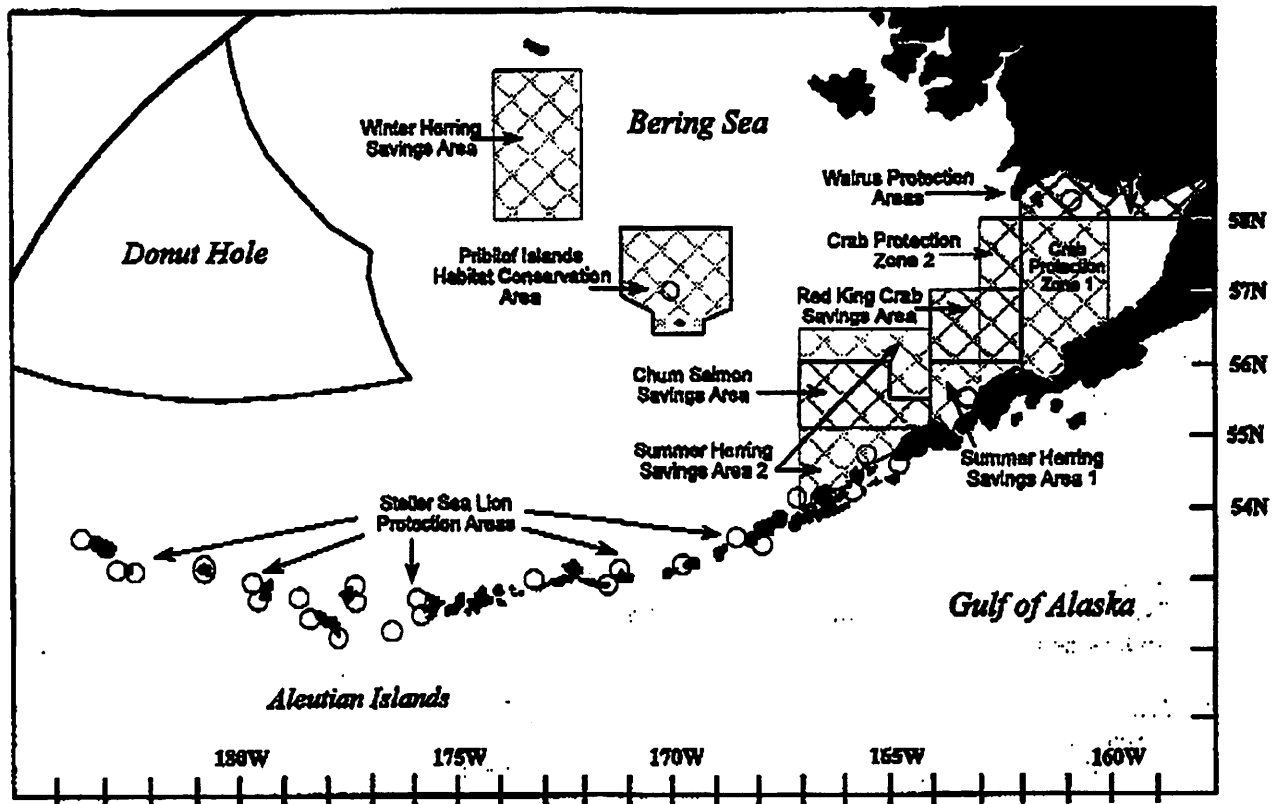 Bering Sea
Winter Herring
Savings Area
Walrus Protection
Areas
58N
Donut Hole
Crab Protection
Zone 2
Crab
Protection
Zone 1
Pribilof Islands
Habitat Conservation
Area
57N
Red King Crab
Savings Area
56N
Chum Salmon
Savings Area
55N
Summer Herring
Savings Area 2
Summer Herring
Savings Area 1
54N
Steller Sea Lion
Protection Areas
Gulf of Alaska
Aleutian Islands
180W
175W
170W
165W
160W